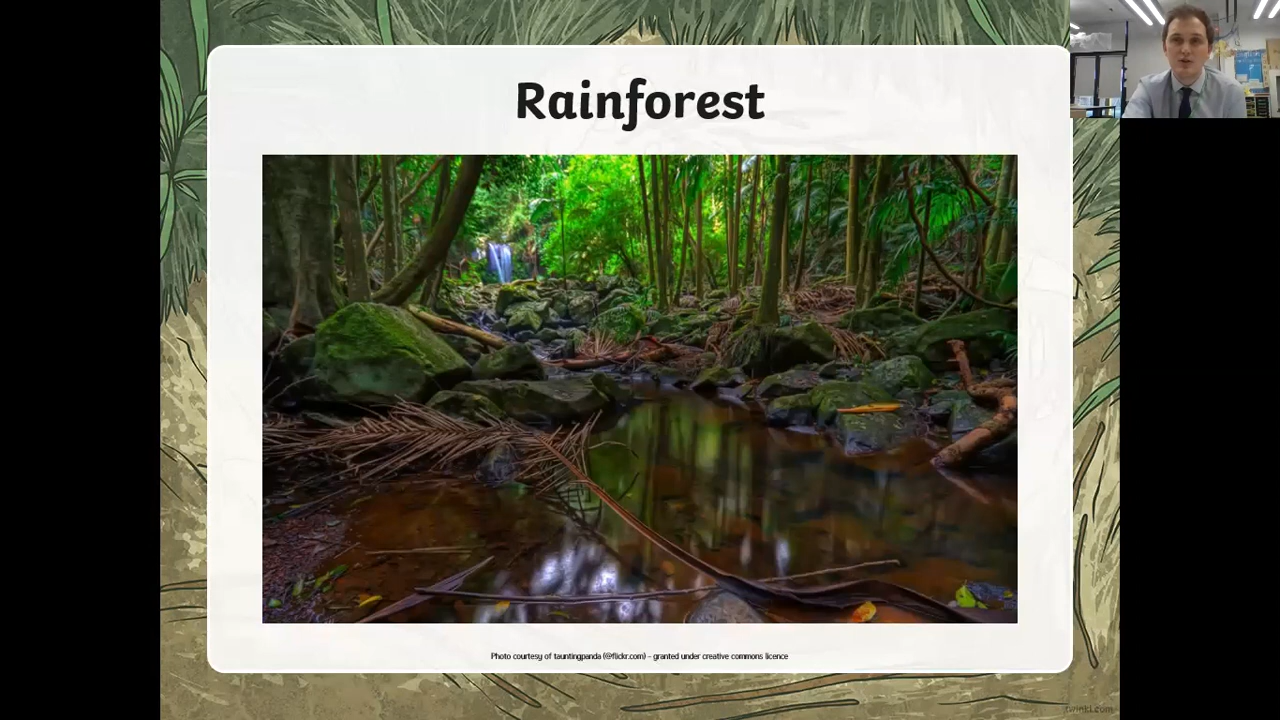 Rainforest
Photo courtesy of tauntingpanda (@flickr.com) - granted under creative commons licence
twinkl.com